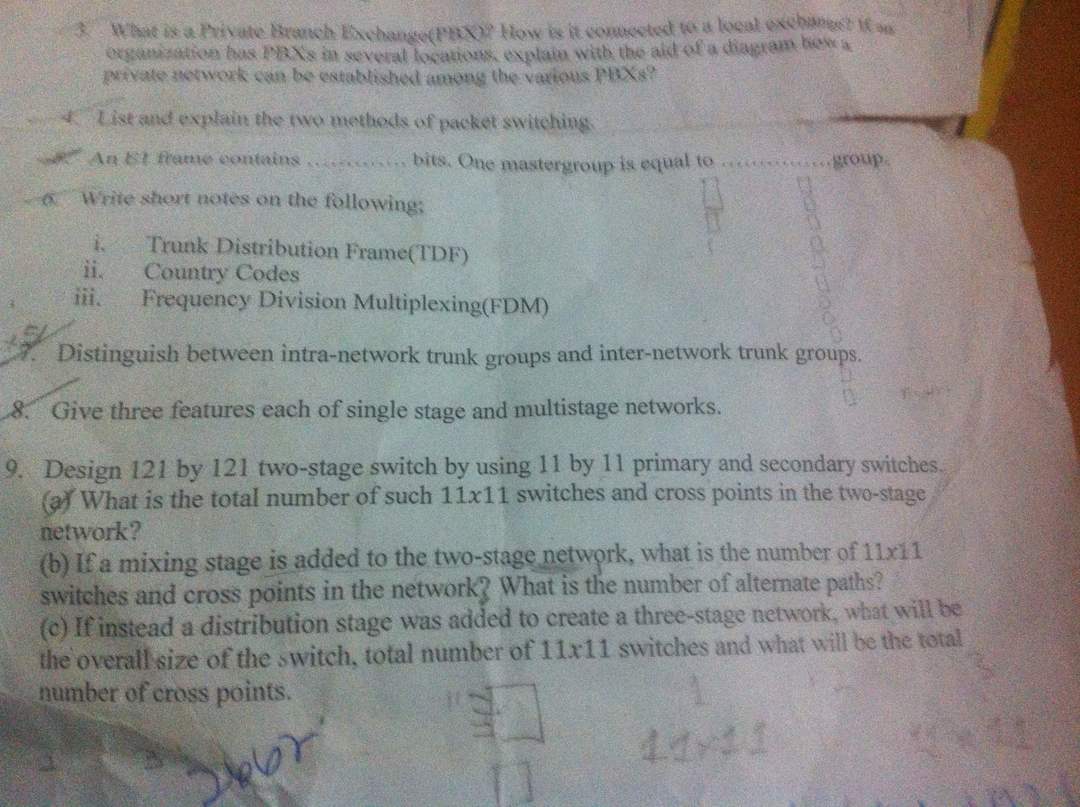 3. What is a Private Branch Exchange(PBX)? How is it connected to a local exchange? If an
organization has PBXs in several locations, explain with the aid of a diagram how a
private network can be established among the various PBXs?
4. List and explain the two methods of packet switching.
5. An E1 frame contains ............. bits. One mastergroup is equal to ...............group.
6. Write short notes on the following;
i. Trunk Distribution Frame(TDF)
ii. Country Codes
iii. Frequency Division Multiplexing(FDM)
7. Distinguish between intra-network trunk groups and inter-network trunk groups.
8. Give three features each of single stage and multistage networks.
9. Design 121 by 121 two-stage switch by using 11 by 11 primary and secondary switches.
(a) What is the total number of such 11x11 switches and cross points in the two-stage
network?
(b) If a mixing stage is added to the two-stage network, what is the number of 11x11
switches and cross points in the network? What is the number of alternate paths?
(c) If instead a distribution stage was added to create a three-stage network, what will be
the overall size of the switch, total number of 11x11 switches and what will be the total
number of cross points.
11x11